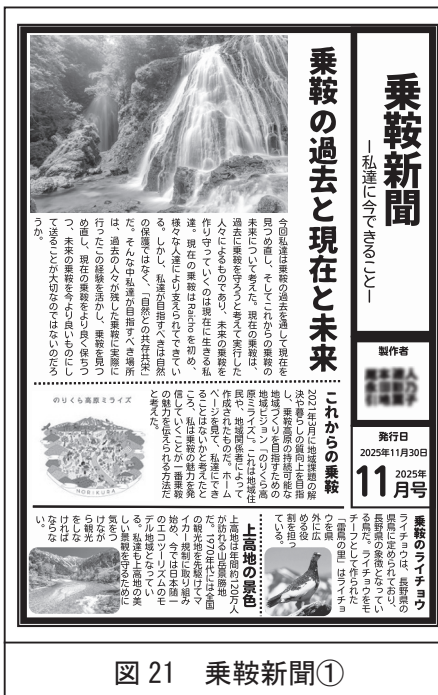 乗鞍新聞
―私達に今できること―
製作者
発行日
2025年11月30日
2025年
11月号
乗鞍の過去と現在と未来
今回私達は乗鞍の過去を通して現在を
見つめ直し、そしてこれからの乗鞍の
未来について考えた。現在の乗鞍は、
過去に乗鞍を守ろうと考えて実行した
人々によるものであり、未来の乗鞍を
作り守っていくのは現在に生きる私
達。現在の乗鞍はRaichoを初め、
様々な人達により支えられてきてい
る。しかし、私達が目指すべきは自然
の保護ではなく、「自然との共存共栄」
だ。そんな中私達が目指すべき場所
は、過去の人々が残した乗鞍に実際に
行ったこの経験を活かし、乗鞍を見つ
め直し、現在の乗鞍をより良く保ちつ
つ、未来の乗鞍を今より良いものにし
て送ることが大切なのではないのだろ
うか。
これからの乗鞍
2021年3月に地域課題の解
決や暮らしの質向上を目指
し、乗鞍高原の持続可能な
地域づくりを目指すための
地域ビジョン「のりくら高
原ミライズ」。これは地域住
民や、地域関係者によって
作成されたものだ。ホーム
ページを見て、私達にでき
ることはないかと考えたと
ころ、私達は乗鞍の魅力を発
信していくことが一番乗鞍
の魅力を伝えられる方法だ
と考えた。
のりくら高原ミライズ
NORIKURA
乗鞍のライチョウ
ライチョウは、長野県の
県鳥に定められており、
長野県の象徴となってい
る鳥だ。ライチョウをモ
チーフとして作られた
「雷鳥の里」はライチョ
ウを県
外に広
める役
割を担っ
ている。
上高地の景色
上高地は年間約120万人
が訪れる山岳景勝地
だ。1970年代には全国
の観光地を先駆けてマ
イカー規制に取り組み
始め、今では日本随一
のエコツーリズムのモ
デル地域となってい
る。私達も上高地の美
しい景観を守るために
気をつ
けなが
ら観光
をしな
ければ
ならな
い。
図 21 乗鞍新聞①